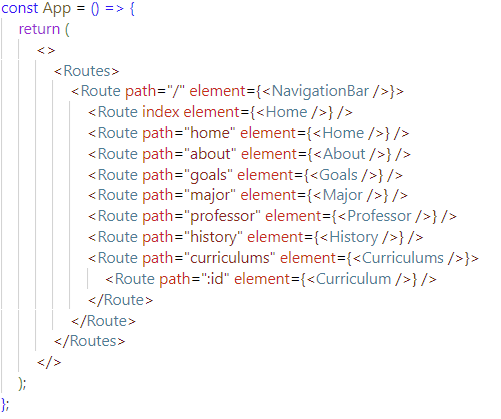 const App = () => {
return (
<>
<Routes>
<Route path="/" element={<NavigationBar />}>
<Route index element={<Home />} />
<Route path="home" element={<Home />} />
<Route path="about" element={<About />} />
<Route path="goals" element={<Goals />} />
<Route path="major" element={<Major />} />
<Route path="professor" element={<Professor />} />
<Route path="history" element={<History />} />
<Route path="curriculums" element={<Curriculums />}>
<Route path=":id" element={<Curriculum />} />
</Route>
</Route>
</Routes>
</>
);
};